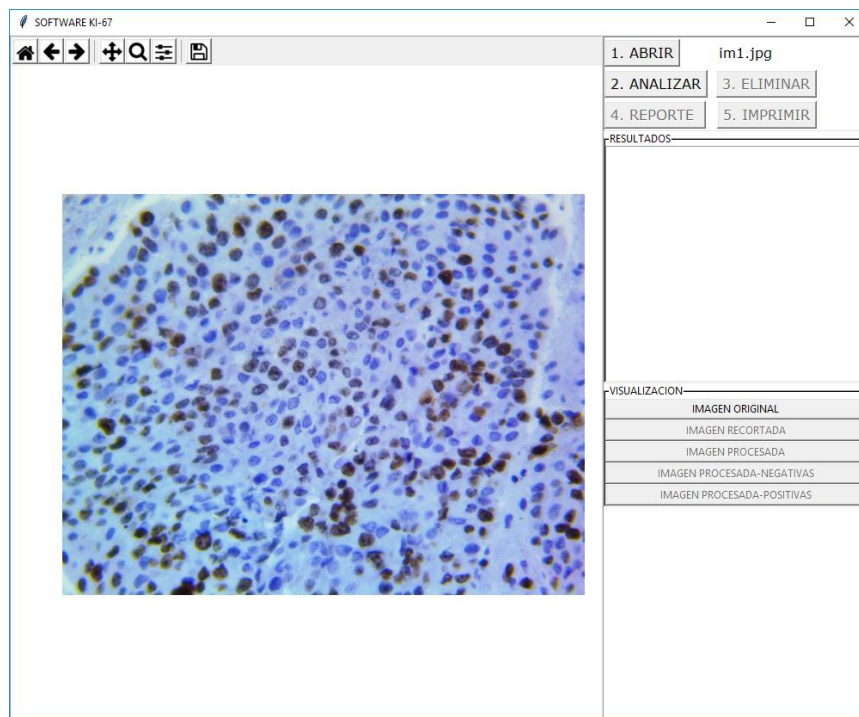 SOFTWARE KI-67
1. ABRIR im1.jpg
2. ANALIZAR 3. ELIMINAR
4. REPORTE 5. IMPRIMIR
RESULTADOS
VISUALIZACION
IMAGEN ORIGINAL
IMAGEN RECORTADA
IMAGEN PROCESADA
IMAGEN PROCESADA-NEGATIVAS
IMAGEN PROCESADA-POSITIVAS